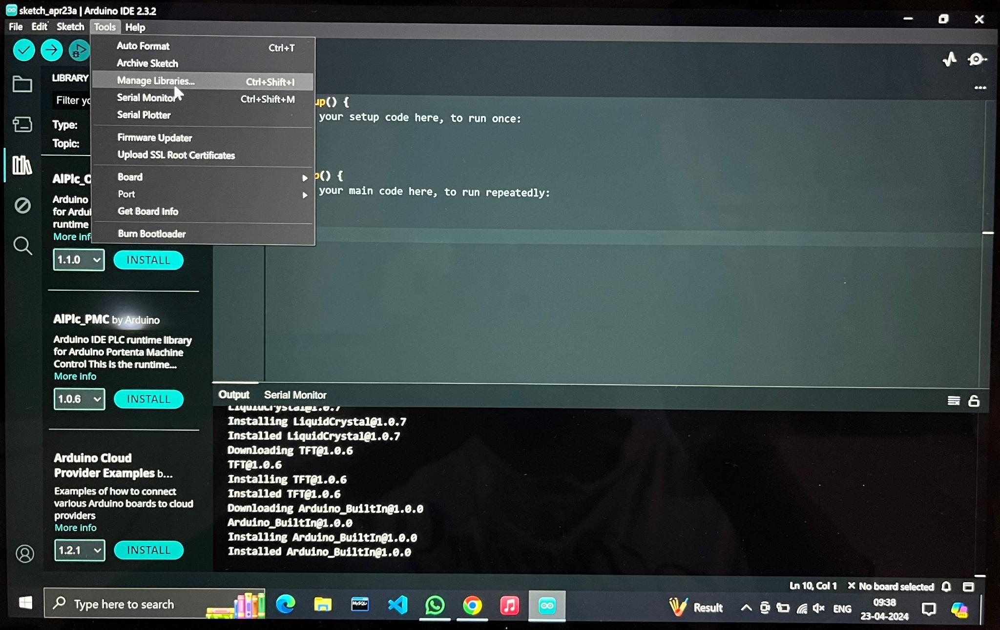 sketch_apr23a | Arduino IDE 2.3.2
File Edit Sketch Tools Help
Auto Format Ctrl+T
Archive Sketch
Manage Libraries... Ctrl+Shift+I
Serial Monitor Ctrl+Shift+M
Serial Plotter
Firmware Updater
Upload SSL Root Certificates
Board
Port
Get Board Info
Burn Bootloader
LIBRARY
Filter yo
Type:
Topic:
AlPlc_O
Arduino
for Ardui
runtime
More inf
1.1.0 INSTALL
AlPlc_PMC by Arduino
Arduino IDE PLC runtime library
for Arduino Portenta Machine
Control This is the runtime...
More info
1.0.6 INSTALL
Arduino Cloud
Provider Examples b...
Examples of how to connect
various Arduino boards to cloud
providers
More info
1.2.1 INSTALL
up() {
your setup code here, to run once:
p() {
your main code here, to run repeatedly:
Output Serial Monitor
LiquidCrystal@1.0.7
Installing LiquidCrystal@1.0.7
Installed LiquidCrystal@1.0.7
Downloading TFT@1.0.6
TFT@1.0.6
Installing TFT@1.0.6
Installed TFT@1.0.6
Downloading Arduino_BuiltIn@1.0.0
Arduino_BuiltIn@1.0.0
Installing Arduino_BuiltIn@1.0.0
Installed Arduino_BuiltIn@1.0.0
Ln 10, Col 1 × No board selected
Type here to search
MySQL
Result
ENG
09:38
23-04-2024